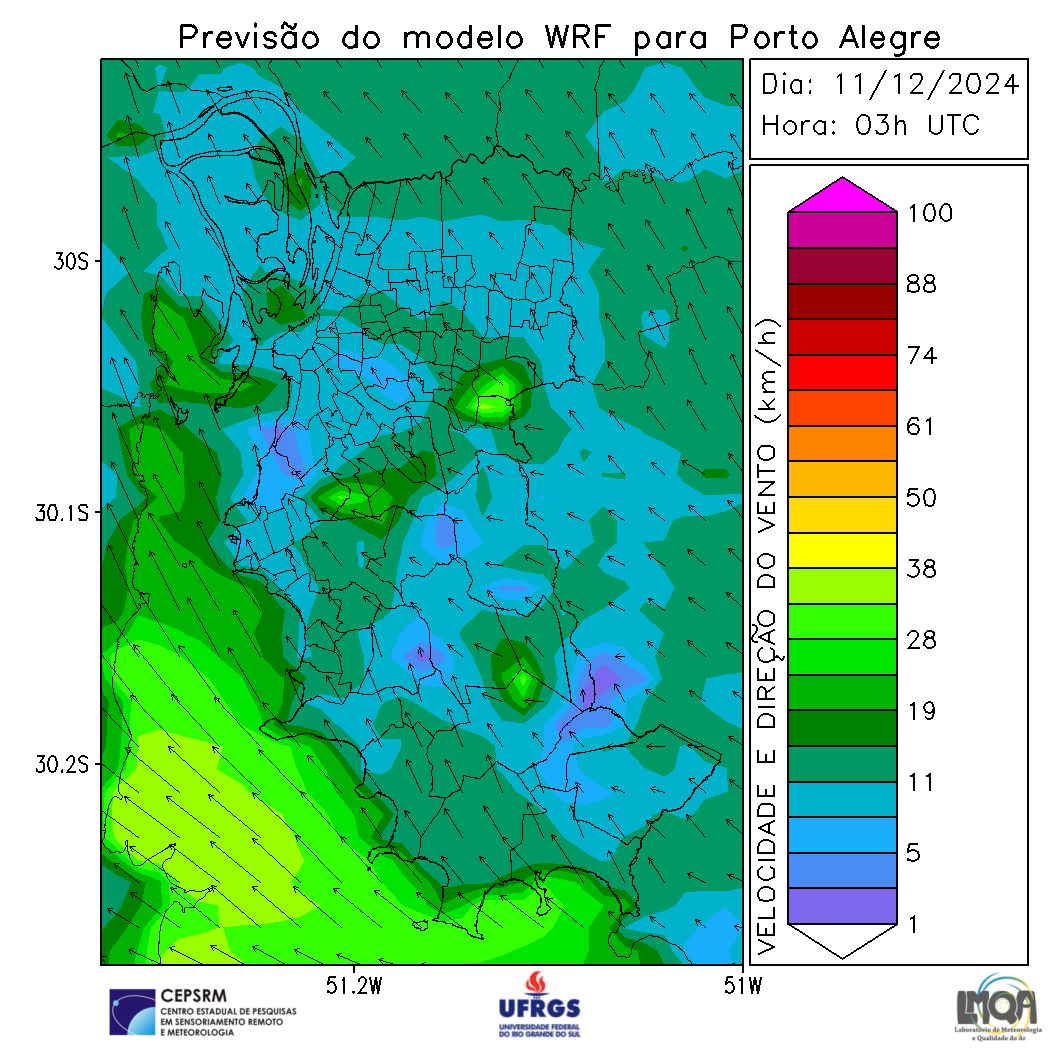 Previsão do modelo WRF para Porto Alegre
Dia: 11/12/2024
Hora: 03h UTC
30S
30.1S
30.2S
51.2W
51W
VELOCIDADE E DIREÇÃO DO VENTO (km/h)
100
88
74
61
50
38
28
19
11
5
1
CEPSRM
CENTRO ESTADUAL DE PESQUISAS
EM SENSORIAMENTO REMOTO
E METEOROLOGIA
UFRGS
UNIVERSIDADE FEDERAL
DO RIO GRANDE DO SUL
LMQA
Laboratório de Meteorologia
e Qualidade do Ar